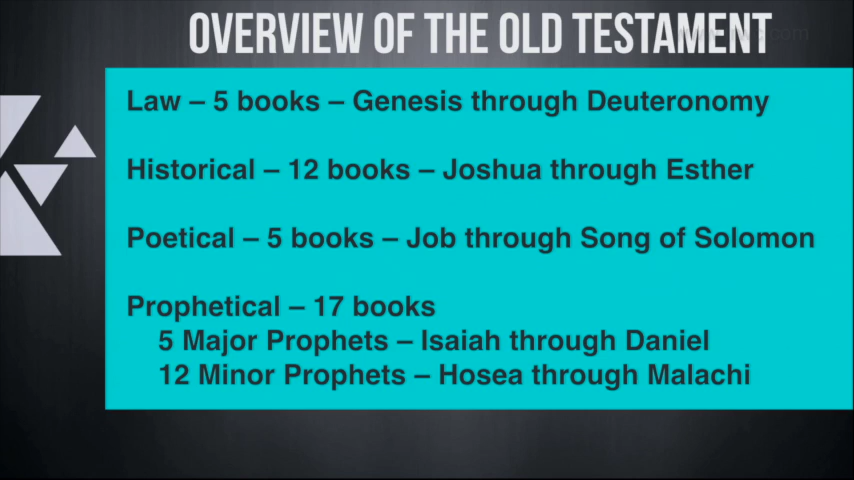 OVERVIEW OF THE OLD TESTAMENT
Law – 5 books – Genesis through Deuteronomy
Historical – 12 books – Joshua through Esther
Poetical – 5 books – Job through Song of Solomon
Prophetical – 17 books
5 Major Prophets – Isaiah through Daniel
12 Minor Prophets – Hosea through Malachi